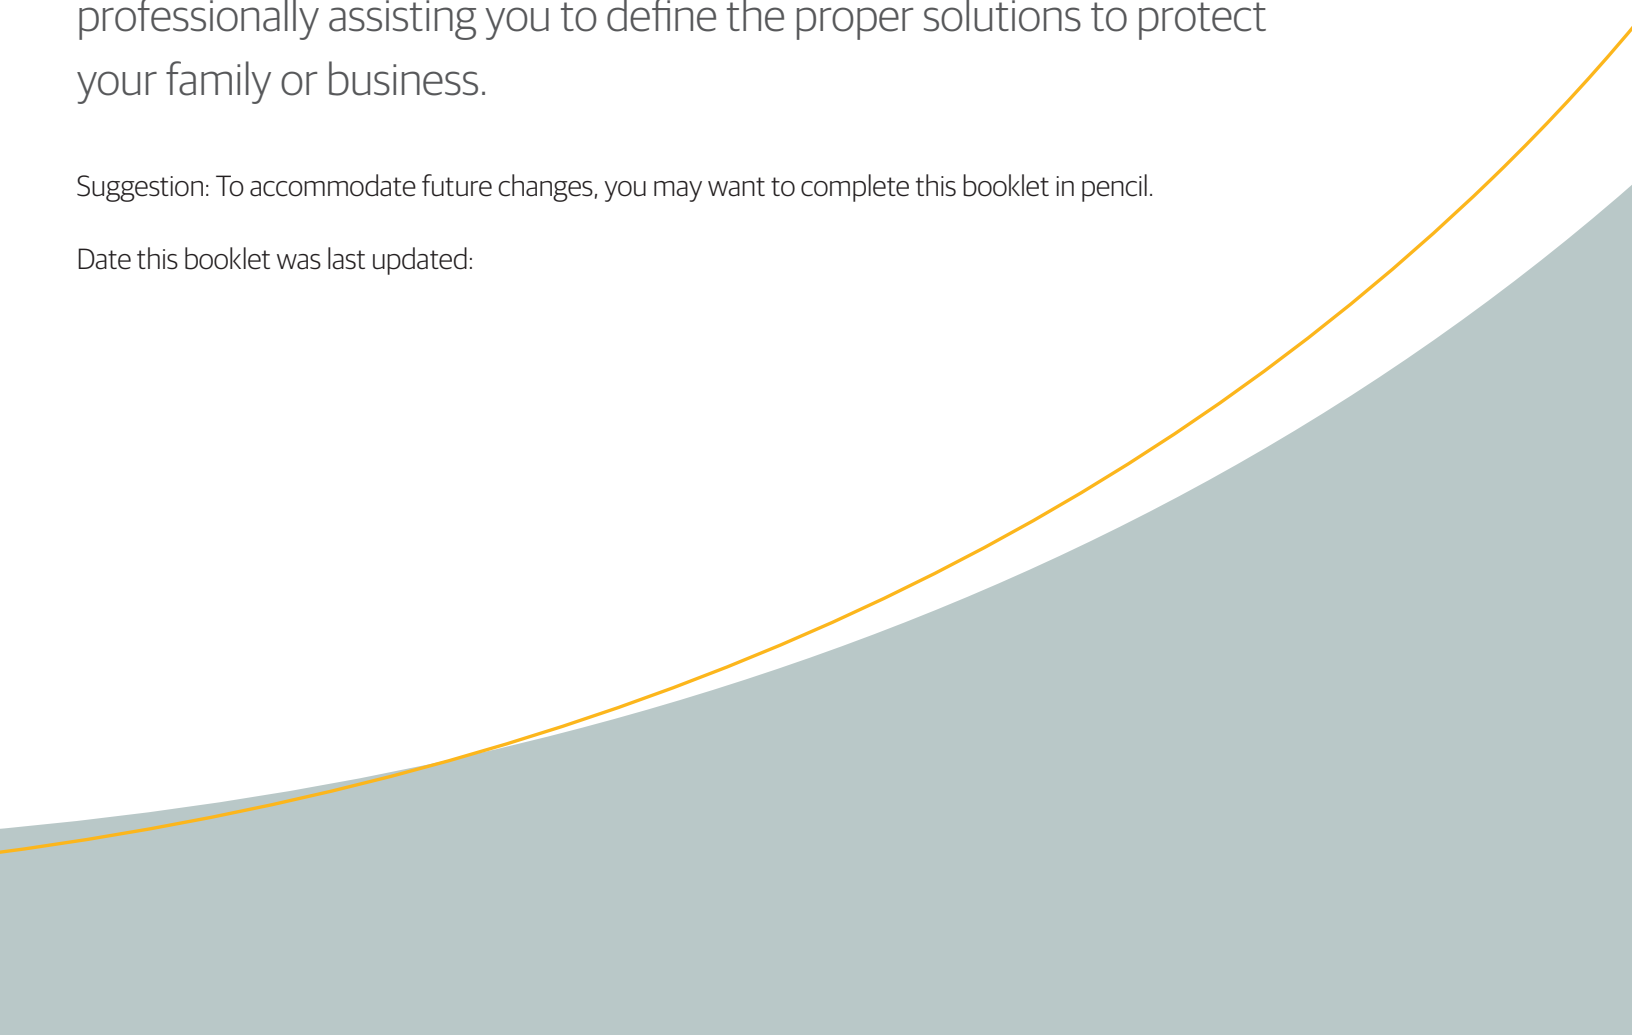 professionally assisting you to define the proper solutions to protect
your family or business.
Suggestion: To accommodate future changes, you may want to complete this booklet in pencil.
Date this booklet was last updated: